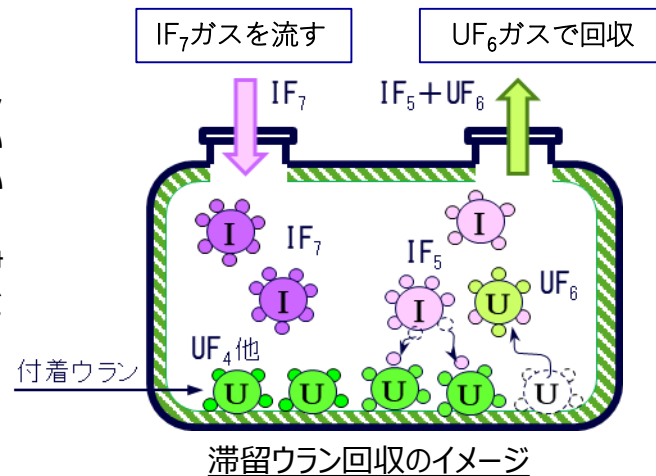 IF₇ガスを流す
UF₆ガスで回収
IF₇
IF₅+UF₆
I
I
IF₇
IF₅
I
I
U
UF₆
UF₄他
付着ウラン
U
U
U
U
U
滞留ウラン回収のイメージ